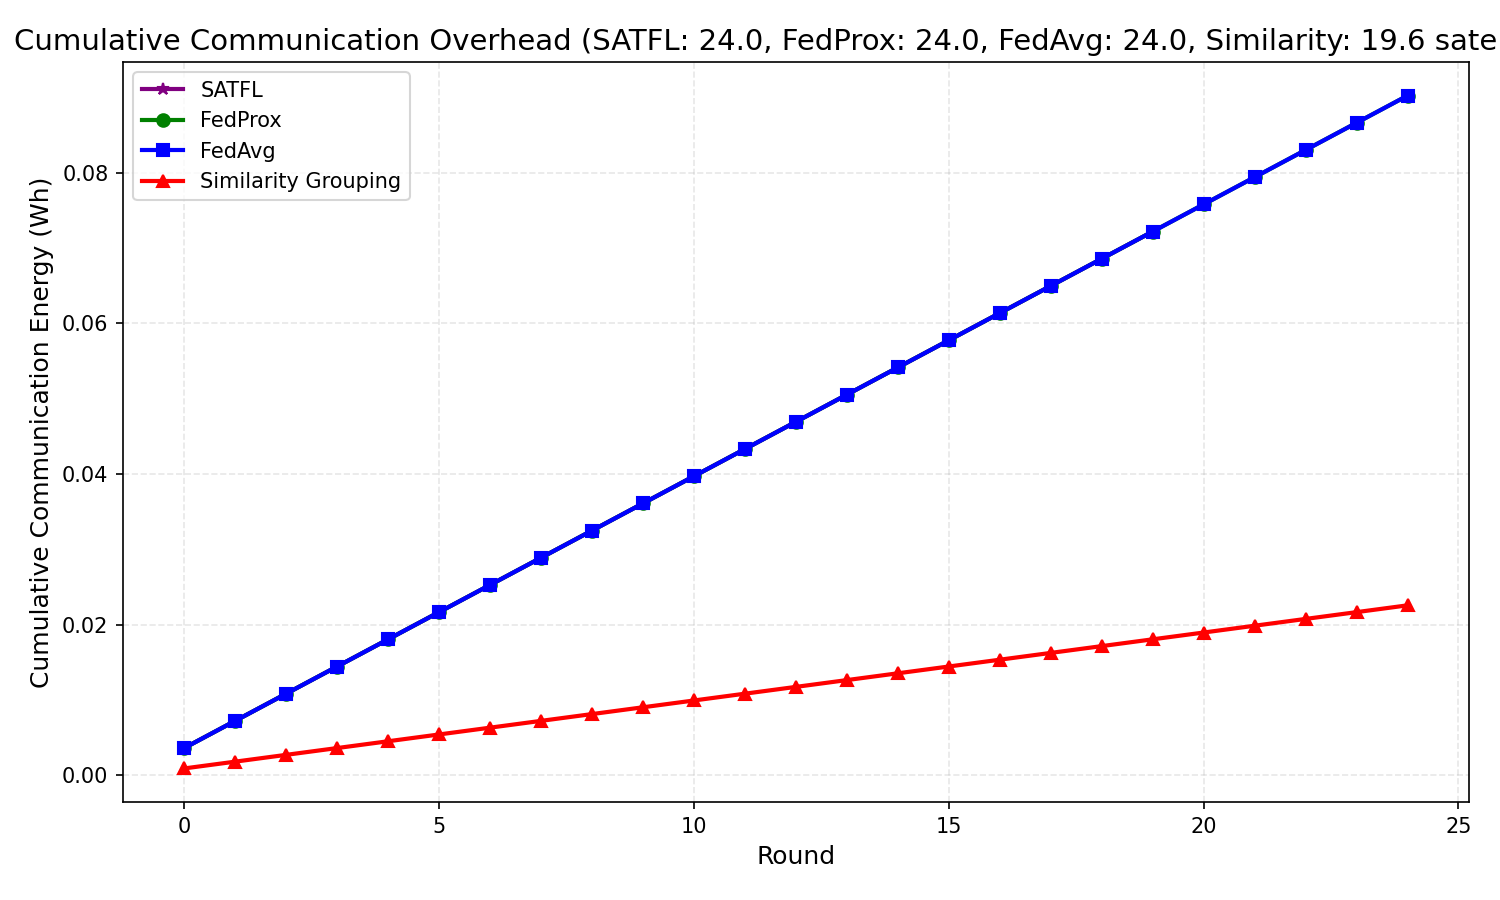 Cumulative Communication Overhead (SATFL: 24.0, FedProx: 24.0, FedAvg: 24.0, Similarity: 19.6 sate
SATFL
FedProx
FedAvg
Similarity Grouping
Cumulative Communication Energy (Wh)
0.08
0.06
0.04
0.02
0.00
0 5 10 15 20 25
Round